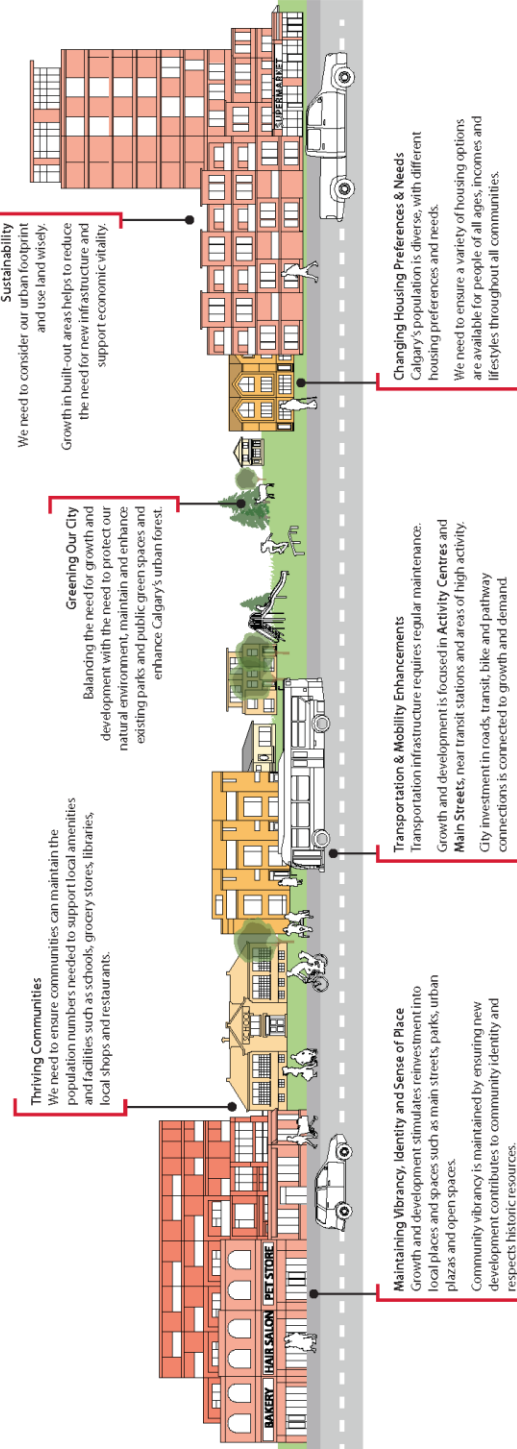 Thriving Communities
We need to ensure communities can maintain the
population numbers needed to support local amenities
and facilities such as schools, grocery stores, libraries,
local shops and restaurants.
Greening Our City
Balancing the need for growth and
development with the need to protect our
natural environment, maintain and enhance
existing parks and public green spaces and
enhance Calgary's urban forest.
Sustainability
We need to consider our urban footprint
and use land wisely.
Growth in built-out areas helps to reduce
the need for new infrastructure and
support economic vitality.
BAKERY
HAIR SALON
PET STORE
SCHOOL
SUPERMARKET
Maintaining Vibrancy, Identity and Sense of Place
Growth and development stimulates reinvestment into
local places and spaces such as main streets, parks, urban
plazas and open spaces.
Community vibrancy is maintained by ensuring new
development contributes to community identity and
respects historic resources.
Transportation & Mobility Enhancements
Transportation infrastructure requires regular maintenance.
Growth and development is focused in Activity Centres and
Main Streets, near transit stations and areas of high activity.
City investment in roads, transit, bike and pathway
connections is connected to growth and demand.
Changing Housing Preferences & Needs
Calgary's population is diverse, with different
housing preferences and needs.
We need to ensure a variety of housing options
are available for people of all ages, incomes and
lifestyles throughout all communities.